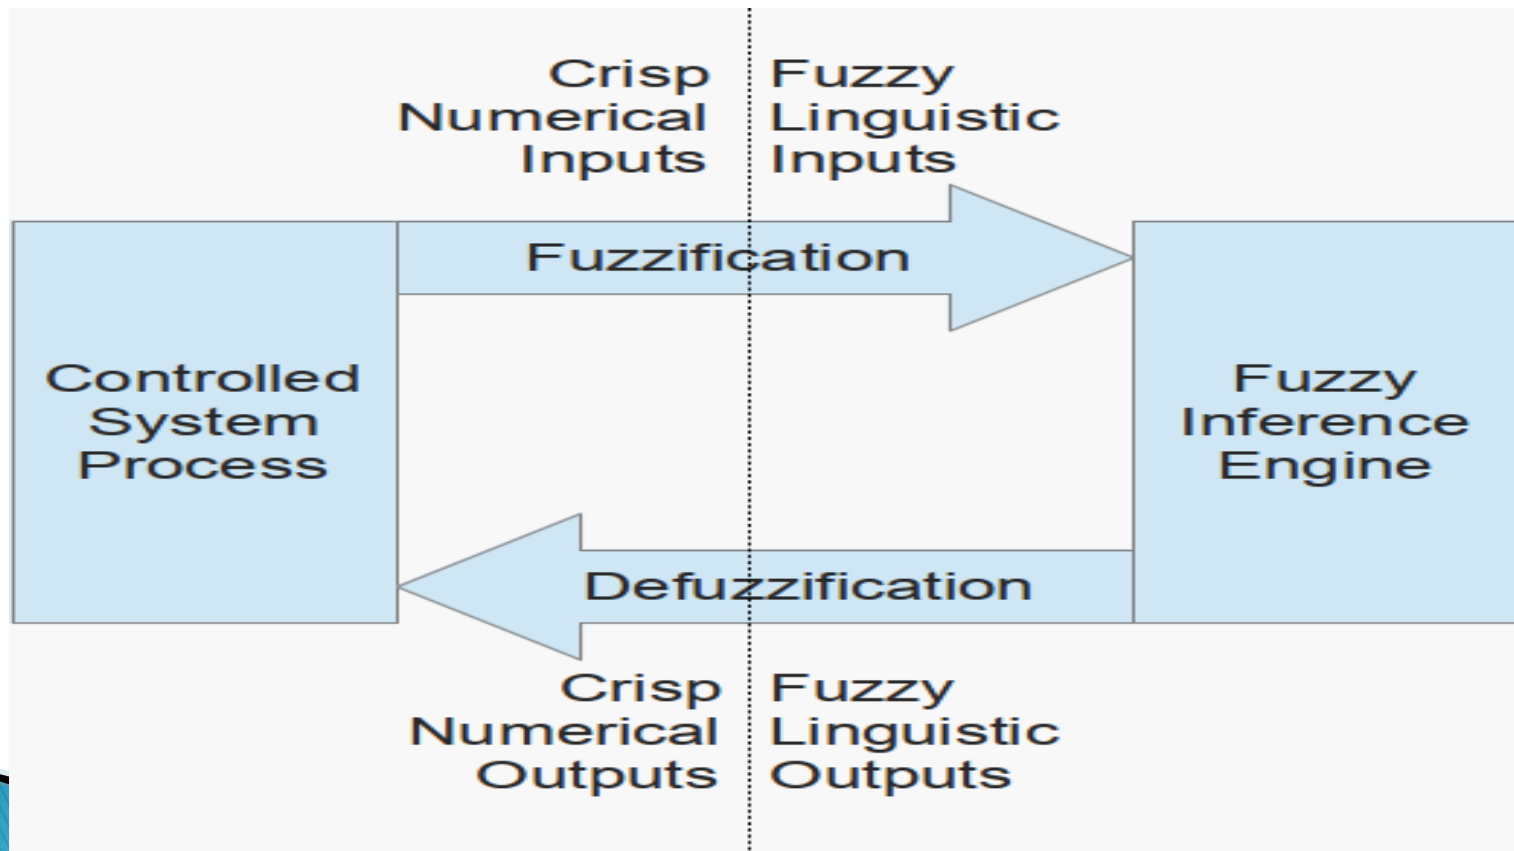 Crisp
Numerical
Inputs
Fuzzy
Linguistic
Inputs
Fuzzification
Controlled
System
Process
Fuzzy
Inference
Engine
Defuzzification
Crisp
Numerical
Outputs
Fuzzy
Linguistic
Outputs